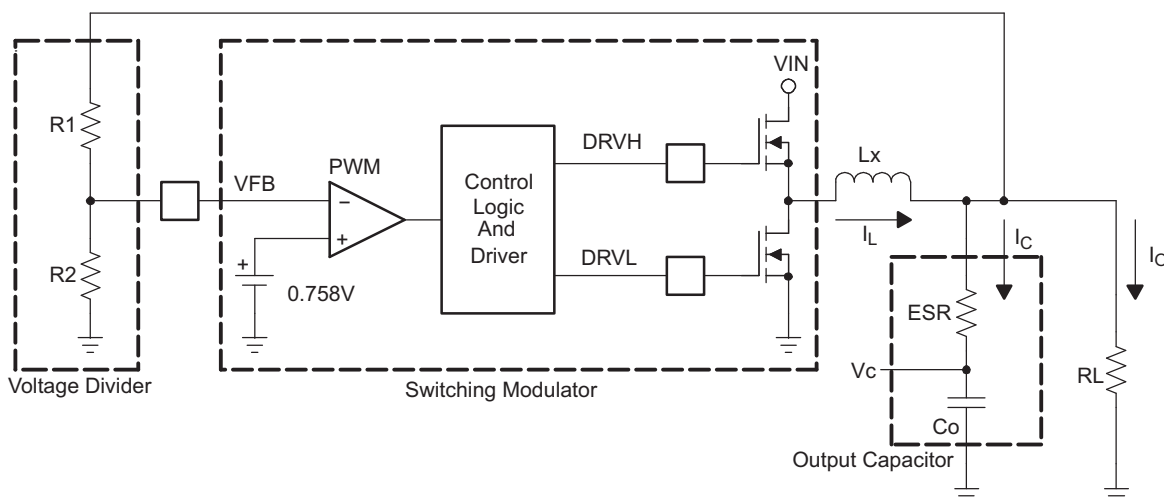 VIN
R1
DRVH
Lx
PWM
VFB
−
Control
Logic
And
Driver
+
I_L
I_C
I_O
R2
+
DRVL
0.758V
ESR
Voltage Divider
Switching Modulator
Vc
RL
Co
Output Capacitor